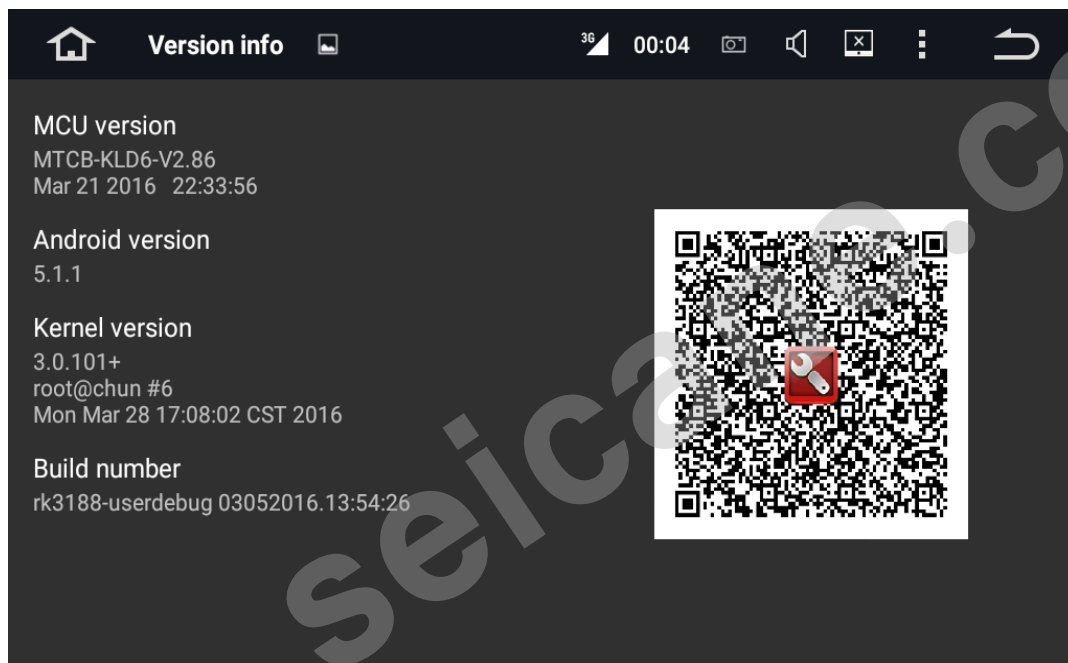 Version info
3G
00:04
MCU version
MTCB-KLD6-V2.86
Mar 21 2016   22:33:56
Android version
5.1.1
Kernel version
3.0.101+
root@chun #6
Mon Mar 28 17:08:02 CST 2016
Build number
rk3188-userdebug 03052016.13:54:26
seicane.co